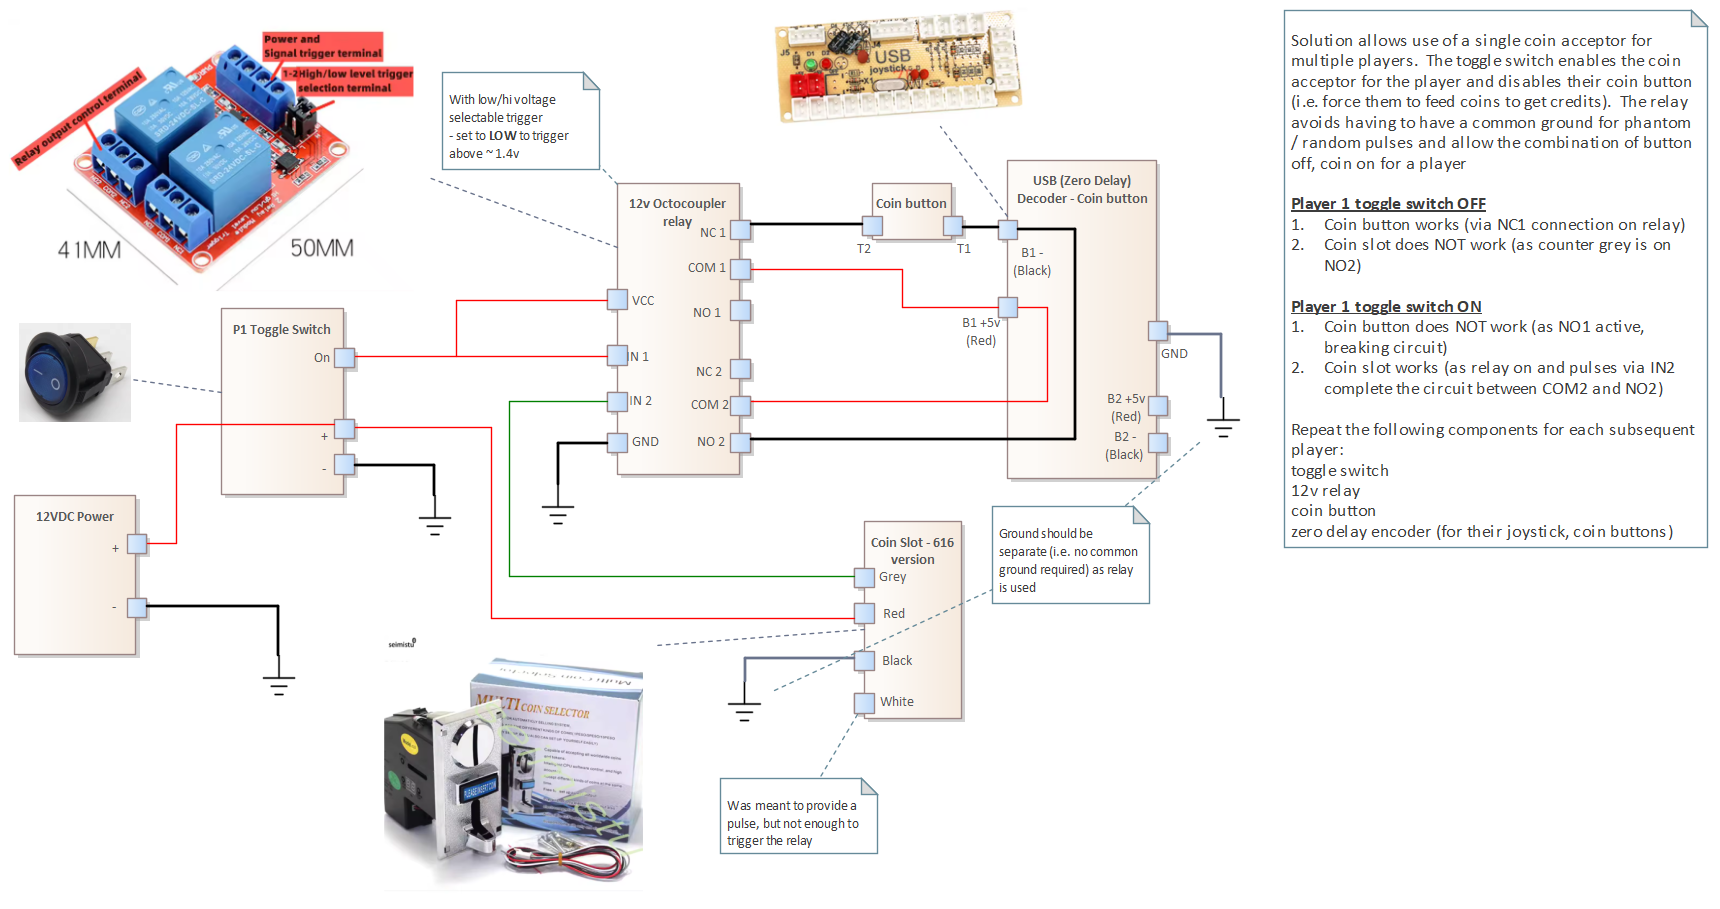 Power and
Signal trigger terminal
1-2High/low level trigger
selection terminal
Relay output control terminal
41MM
50MM
With low/hi voltage
selectable trigger
- set to LOW to trigger
above ~ 1.4v
J5
D1
D2
J4
USB
joystick
X1
12v Octocoupler
relay
NC 1
COM 1
NO 1
NC 2
COM 2
NO 2
VCC
IN 1
IN 2
GND
Coin button
T2
T1
USB (Zero Delay)
Decoder - Coin button
B1 -
(Black)
B1 +5v
(Red)
GND
B2 +5v
(Red)
B2 -
(Black)
P1 Toggle Switch
On
+
-
12VDC Power
+
-
Coin Slot - 616
version
Grey
Red
Black
White
Ground should be
separate (i.e. no common
ground required) as relay
is used
Was meant to provide a
pulse, but not enough to
trigger the relay
seimistu
MULTI COIN SELECTOR
PLEASE INSERT COIN
Solution allows use of a single coin acceptor for
multiple players. The toggle switch enables the coin
acceptor for the player and disables their coin button
(i.e. force them to feed coins to get credits). The relay
avoids having to have a common ground for phantom
/ random pulses and allow the combination of button
off, coin on for a player
Player 1 toggle switch OFF
1. Coin button works (via NC1 connection on relay)
2. Coin slot does NOT work (as counter grey is on
NO2)
Player 1 toggle switch ON
1. Coin button does NOT work (as NO1 active,
breaking circuit)
2. Coin slot works (as relay on and pulses via IN2
complete the circuit between COM2 and NO2)
Repeat the following components for each subsequent
player:
toggle switch
12v relay
coin button
zero delay encoder (for their joystick, coin buttons)